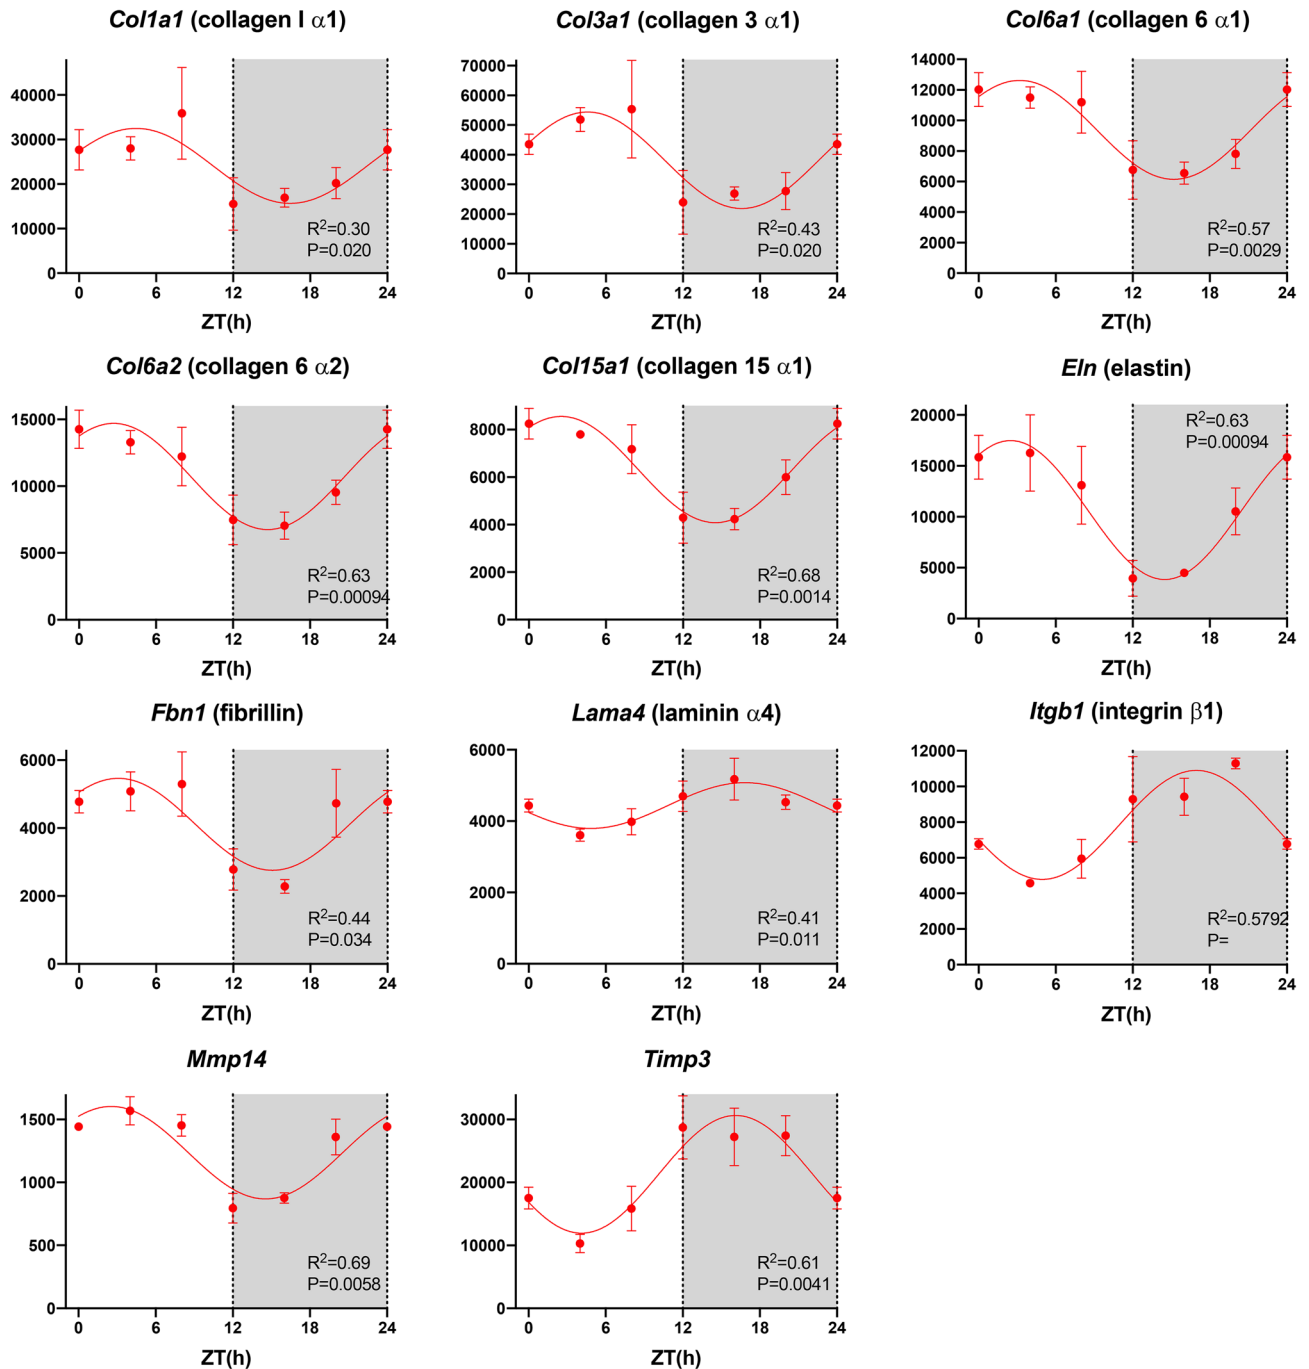 Col1a1 (collagen I α1)
40000
30000
20000
10000
0
R²=0.30
P=0.020
0 6 12 18 24
ZT(h)
Col3a1 (collagen 3 α1)
70000
60000
50000
40000
30000
20000
10000
0
R²=0.43
P=0.020
0 6 12 18 24
ZT(h)
Col6a1 (collagen 6 α1)
14000
12000
10000
8000
6000
4000
2000
0
R²=0.57
P=0.0029
0 6 12 18 24
ZT(h)
Col6a2 (collagen 6 α2)
15000
10000
5000
0
R²=0.63
P=0.00094
0 6 12 18 24
ZT(h)
Col15a1 (collagen 15 α1)
8000
6000
4000
2000
0
R²=0.68
P=0.0014
0 6 12 18 24
ZT(h)
Eln (elastin)
20000
15000
10000
5000
0
R²=0.63
P=0.00094
0 6 12 18 24
ZT(h)
Fbn1 (fibrillin)
6000
4000
2000
0
R²=0.44
P=0.034
0 6 12 18 24
ZT(h)
Lama4 (laminin α4)
6000
4000
2000
0
R²=0.41
P=0.011
0 6 12 18 24
ZT(h)
Itgb1 (integrin β1)
12000
10000
8000
6000
4000
2000
0
R²=0.5792
P=
0 6 12 18 24
ZT(h)
Mmp14
1500
1000
500
0
R²=0.69
P=0.0058
0 6 12 18 24
ZT(h)
Timp3
30000
20000
10000
0
R²=0.61
P=0.0041
0 6 12 18 24
ZT(h)